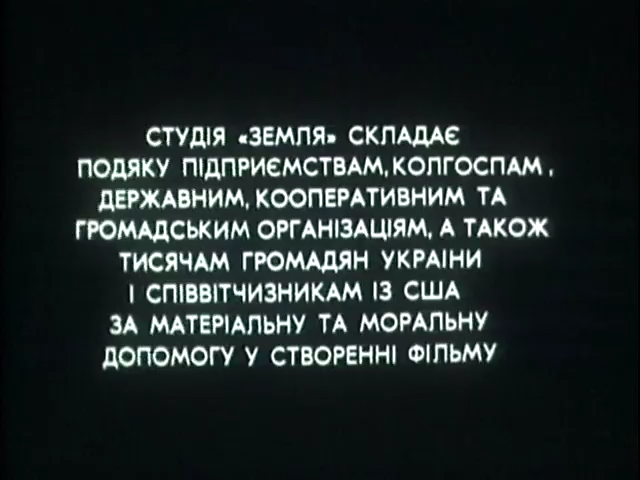 СТУДІЯ «ЗЕМЛЯ» СКЛАДАЄ
ПОДЯКУ ПІДПРИЄМСТВАМ, КОЛГОСПАМ,
ДЕРЖАВНИМ, КООПЕРАТИВНИМ ТА
ГРОМАДСЬКИМ ОРГАНІЗАЦІЯМ, А ТАКОЖ
ТИСЯЧАМ ГРОМАДЯН УКРАІНИ
І СПІВВІТЧИЗНИКАМ ІЗ США
ЗА МАТЕРІАЛЬНУ ТА МОРАЛЬНУ
ДОПОМОГУ У СТВОРЕННІ ФІЛЬМУ